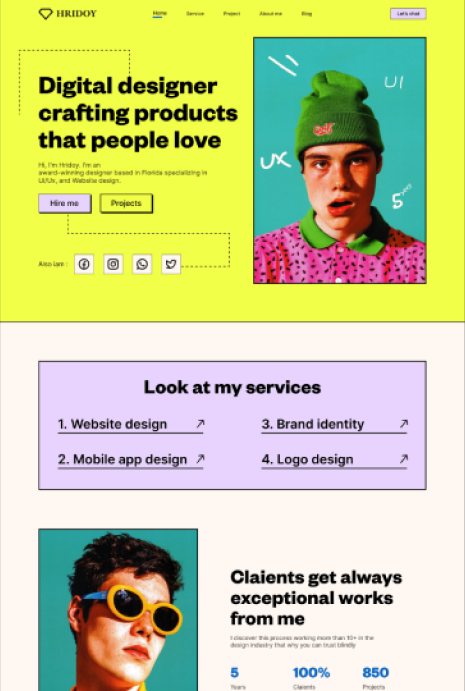 HRIDOY
Home Service Project About me Blog Let's chat
Digital designer
crafting products
that people love
Hi, I'm Hridoy. I'm an
award-winning designer based in Florida specializing in
UI/Ux, and Website design.
Hire me Projects
Also iam :
UI
UX
5
Look at my services
1. Website design
3. Brand identity
2. Mobile app design
4. Logo design
Claients get always
exceptional works
from me
I discover this process working more than 10+ in the
design industry that why you can trust blindly
5 100% 850
Years Claients Projects